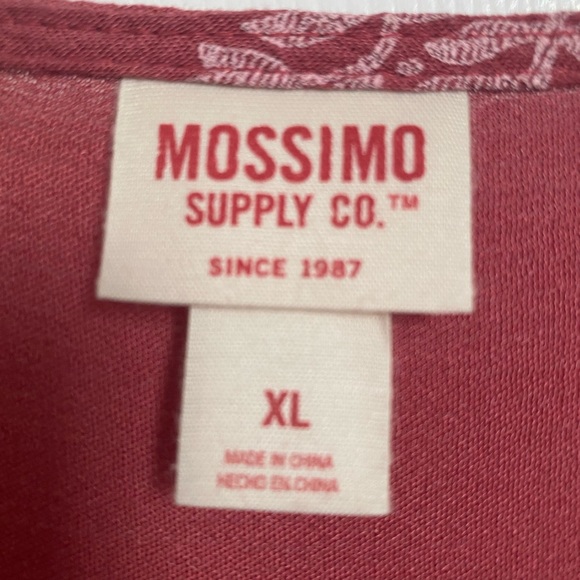 MOSSIMO
SUPPLY CO.™
SINCE 1987
XL
MADE IN CHINA
HECHO EN CHINA